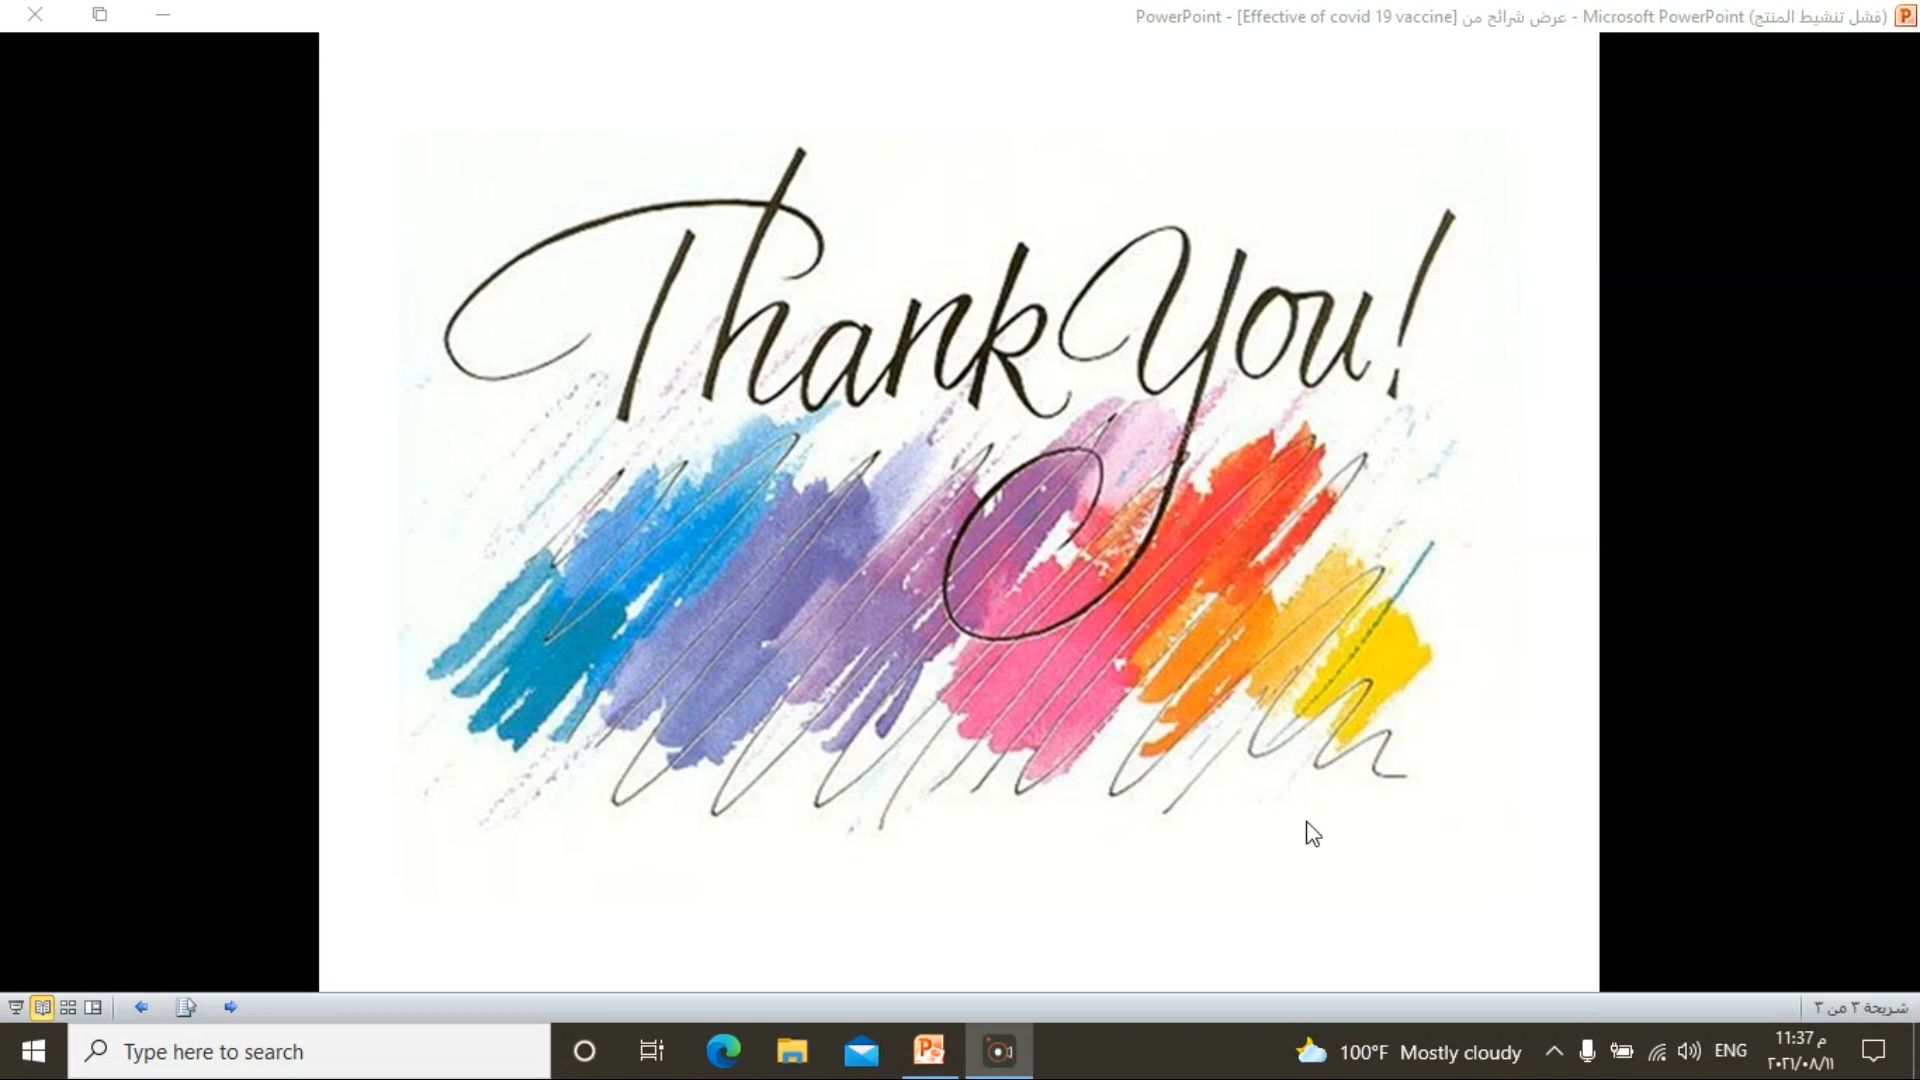 PowerPoint - [Effective of covid 19 vaccine] عرض شرائح من - Microsoft PowerPoint (فشل تنشيط المنتج)
Thank You!
شريحة ٣ من ٣
Type here to search
100°F Mostly cloudy
ENG
11:37 م
٢٠٢١/٠٨/١١